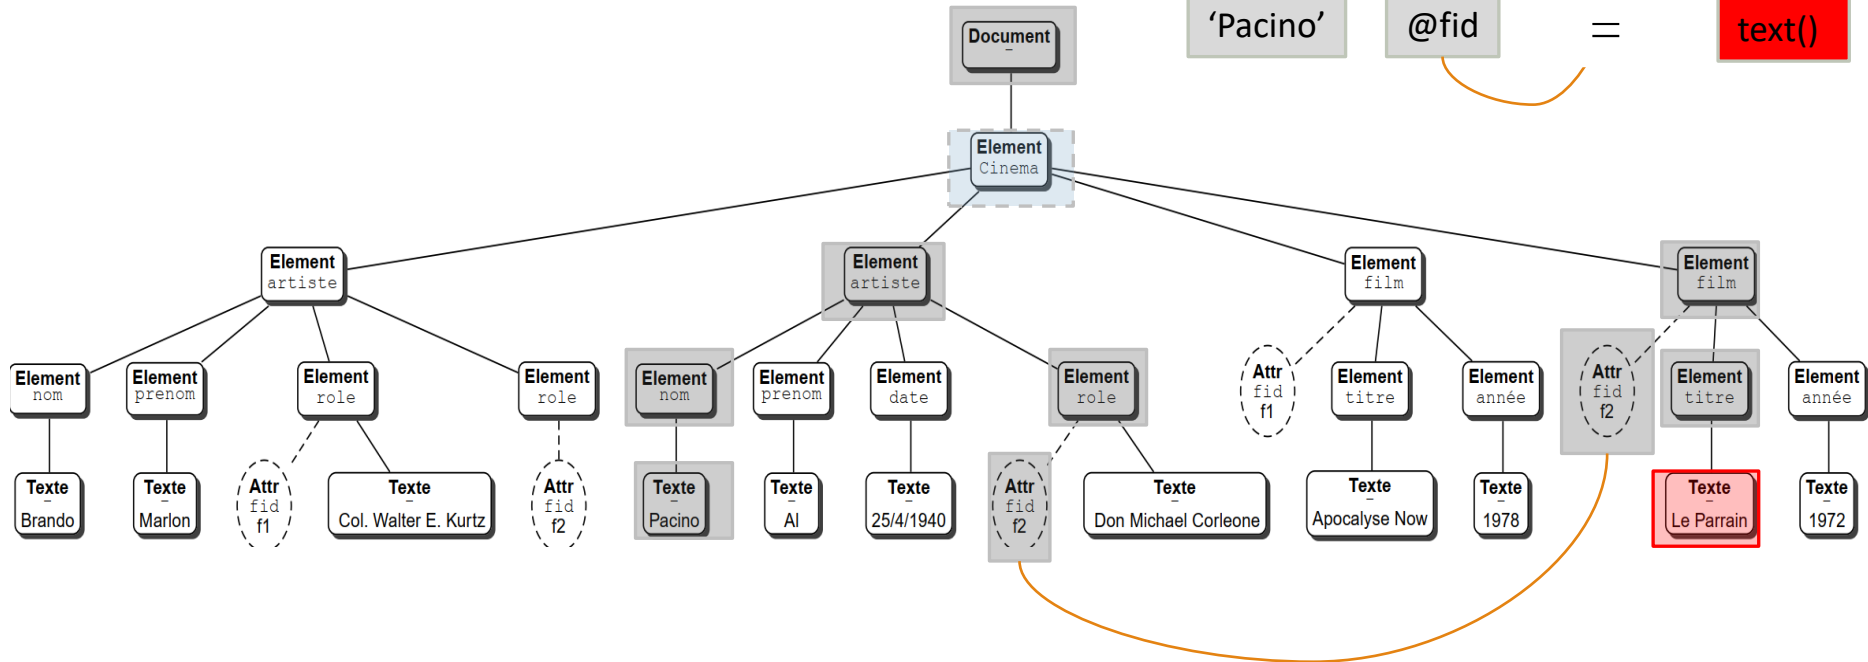 ‘Pacino’ @fid = text()
Document
–
Element
Cinema
Element
artiste
Element
artiste
Element
film
Element
film
Element
nom
Element
prenom
Element
role
Element
role
Element
nom
Element
prenom
Element
date
Element
role
Attr
fid
f1
Element
titre
Element
année
Attr
fid
f2
Element
titre
Element
année
Texte
–
Brando
Texte
–
Marlon
Attr
fid
f1
Texte
–
Col. Walter E. Kurtz
Attr
fid
f2
Texte
–
Pacino
Texte
–
Al
Texte
–
25/4/1940
Attr
fid
f2
Texte
–
Don Michael Corleone
Texte
–
Apocalyse Now
Texte
–
1978
Texte
–
Le Parrain
Texte
–
1972